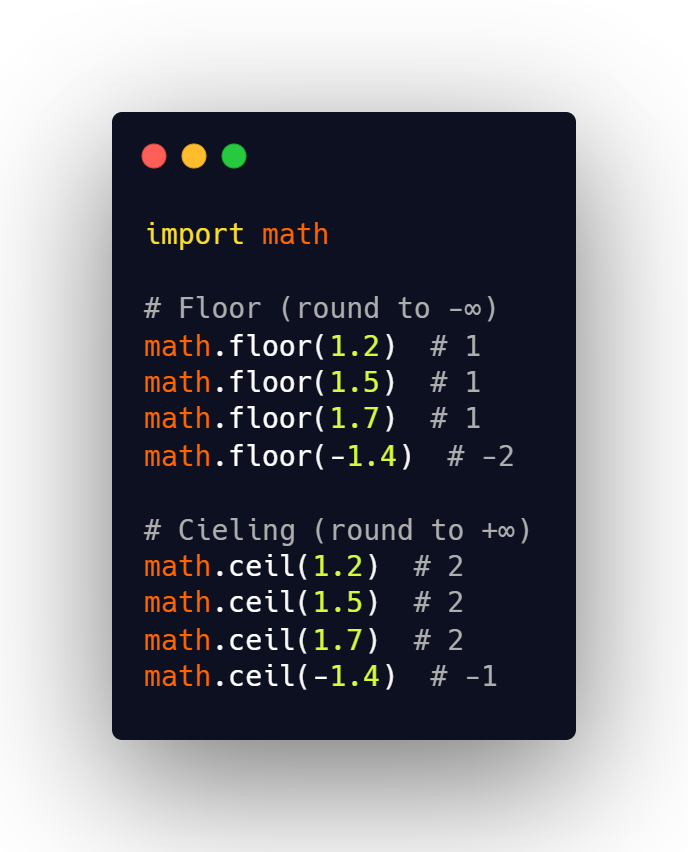 import math
# Floor (round to -∞)
math.floor(1.2)  # 1
math.floor(1.5)  # 1
math.floor(1.7)  # 1
math.floor(-1.4)  # -2
# Cieling (round to +∞)
math.ceil(1.2)  # 2
math.ceil(1.5)  # 2
math.ceil(1.7)  # 2
math.ceil(-1.4)  # -1